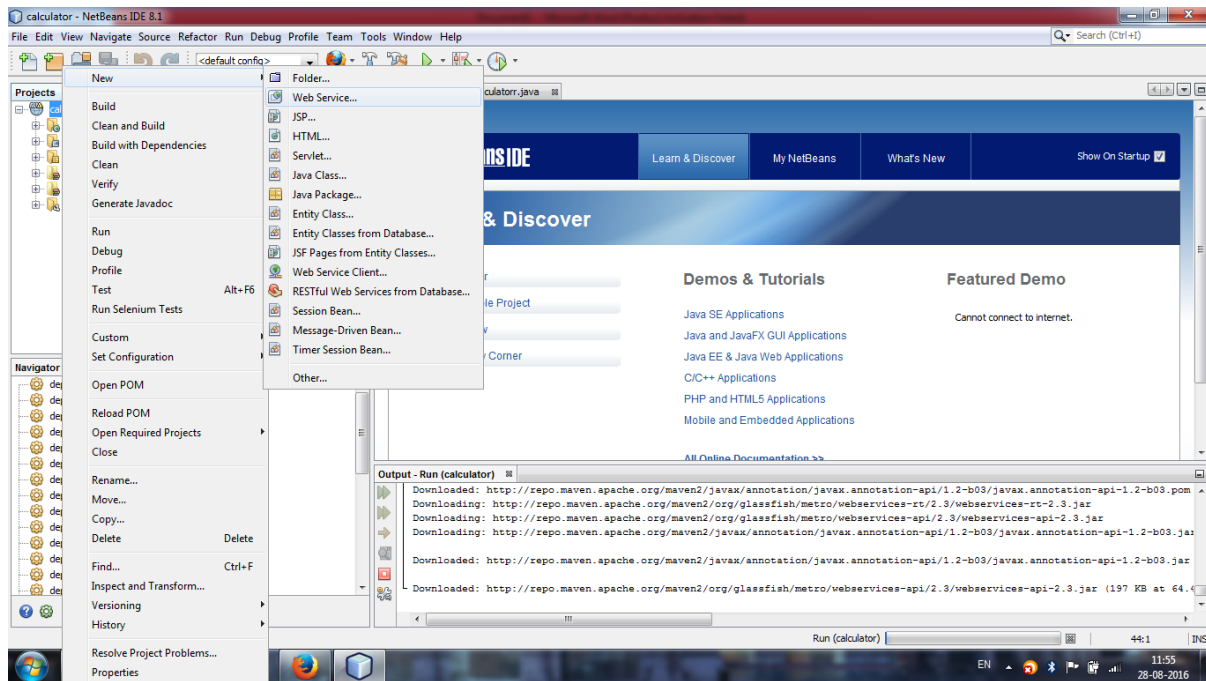 calculator - NetBeans IDE 8.1
File Edit View Navigate Source Refactor Run Debug Profile Team Tools Window Help
Search (Ctrl+I)
<default config>
Projects
New
Build
Clean and Build
Build with Dependencies
Clean
Verify
Generate Javadoc
Run
Debug
Profile
Test Alt+F6
Run Selenium Tests
Custom
Set Configuration
Open POM
Reload POM
Open Required Projects
Close
Rename...
Move...
Copy...
Delete Delete
Find... Ctrl+F
Inspect and Transform...
Versioning
History
Resolve Project Problems...
Properties
Folder...
Web Service...
JSP...
HTML...
Servlet...
Java Class...
Java Package...
Entity Class...
Entity Classes from Database...
JSF Pages from Entity Classes...
Web Service Client...
RESTful Web Services from Database...
Session Bean...
Message-Driven Bean...
Timer Session Bean...
Other...
culatorr.java
IDE
Learn & Discover
My NetBeans
What's New
Show On Startup
& Discover
Project
Corner
Demos & Tutorials
Java SE Applications
Java and JavaFX GUI Applications
Java EE & Java Web Applications
C/C++ Applications
PHP and HTML5 Applications
Mobile and Embedded Applications
All Online Documentation >>
Featured Demo
Cannot connect to internet.
Navigator
Output - Run (calculator)
Downloaded: http://repo.maven.apache.org/maven2/javax/annotation/javax.annotation-api/1.2-b03/javax.annotation-api-1.2-b03.pom
Downloading: http://repo.maven.apache.org/maven2/org/glassfish/metro/webservices-rt/2.3/webservices-rt-2.3.jar
Downloading: http://repo.maven.apache.org/maven2/org/glassfish/metro/webservices-api/2.3/webservices-api-2.3.jar
Downloading: http://repo.maven.apache.org/maven2/javax/annotation/javax.annotation-api/1.2-b03/javax.annotation-api-1.2-b03.jar
Downloaded: http://repo.maven.apache.org/maven2/javax/annotation/javax.annotation-api/1.2-b03/javax.annotation-api-1.2-b03.jar
Downloaded: http://repo.maven.apache.org/maven2/org/glassfish/metro/webservices-api/2.3/webservices-api-2.3.jar (197 KB at 64.
Run (calculator)
44:1
INS
EN
11:55
28-08-2016